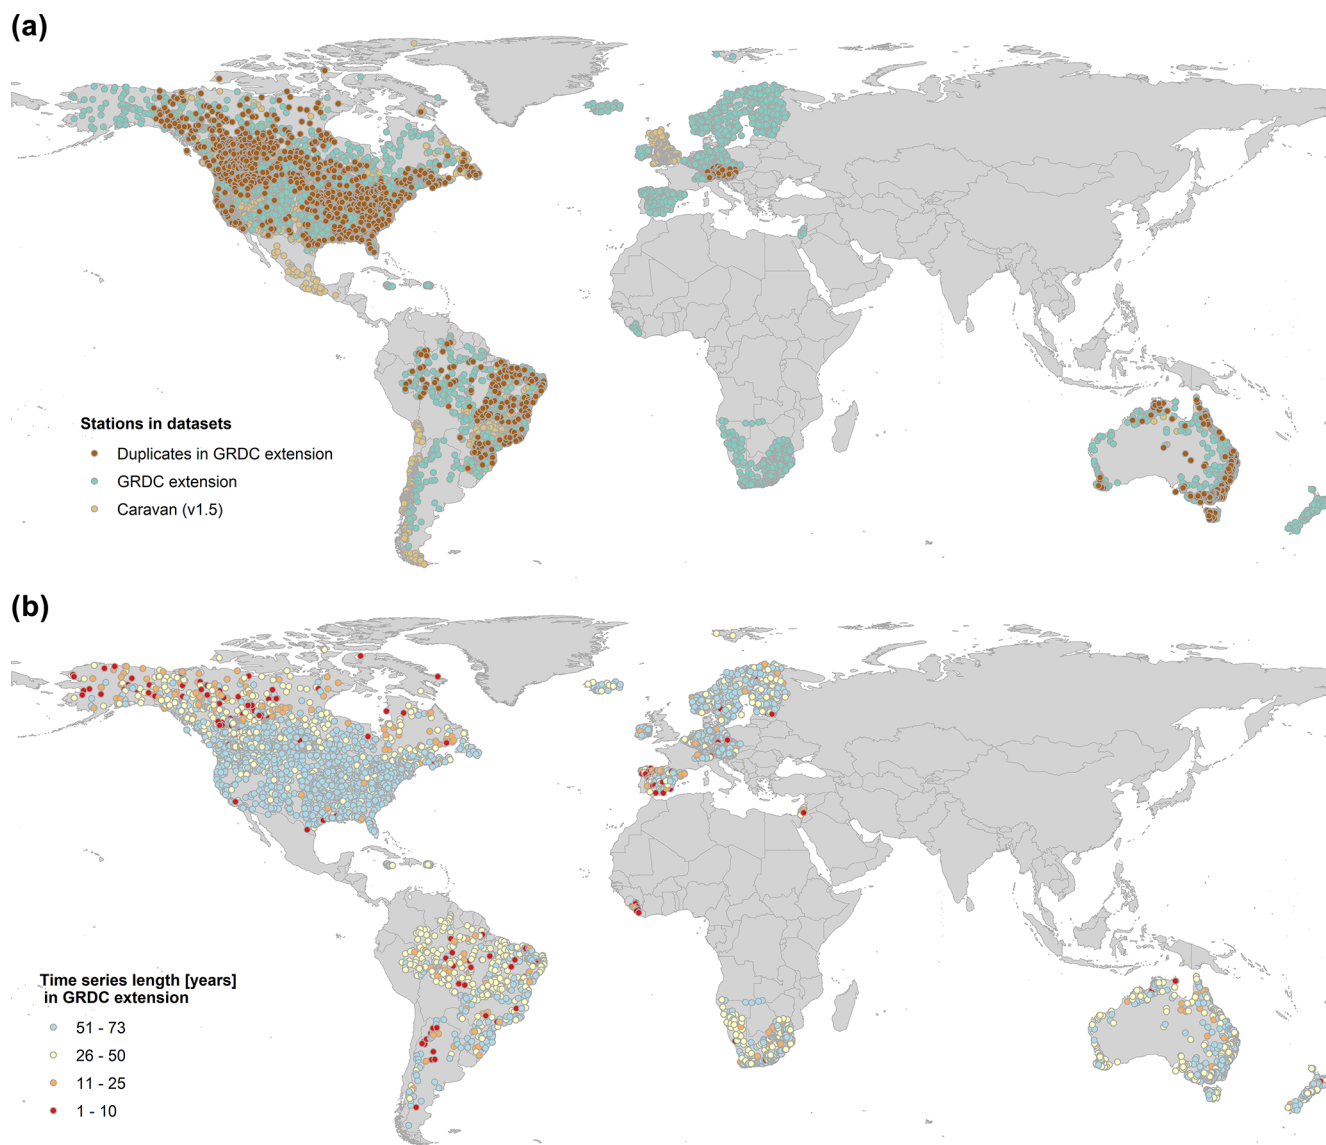 (a)
Stations in datasets
Duplicates in GRDC extension
GRDC extension
Caravan (v1.5)
(b)
Time series length [years]
in GRDC extension
51 - 73
26 - 50
11 - 25
1 - 10